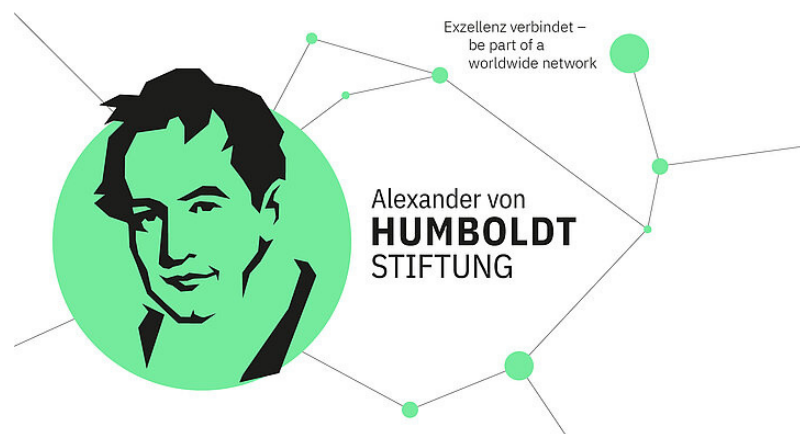 Exzellenz verbindet –
be part of a
worldwide network
Alexander von
HUMBOLDT
STIFTUNG